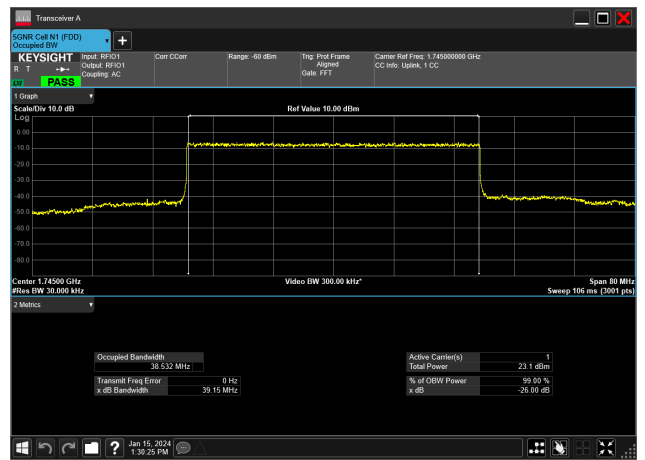 Transceiver A
5GNR Cell N1 (FDD)
Occupied BW
KEYSIGHT
R T
LVI
PASS
Input: RFIO1
Output: RFIO1
Coupling: AC
Corr CCorr
Range: -60 dBm
Trig: Prot Frame
Aligned
Gate: FFT
Carrier Ref Freq: 1.745000000 GHz
CC Info: Uplink, 1 CC
1 Graph
Scale/Div 10.0 dB
Ref Value 10.00 dBm
Log
0.00
-10.0
-20.0
-30.0
-40.0
-50.0
-60.0
-70.0
-80.0
Center 1.74500 GHz
Video BW 300.00 kHz*
Span 80 MHz
#Res BW 30.000 kHz
Sweep 106 ms (3001 pts)
2 Metrics
Occupied Bandwidth
38.532 MHz
Active Carrier(s) 1
Total Power 23.1 dBm
Transmit Freq Error 0 Hz
x dB Bandwidth 39.15 MHz
% of OBW Power 99.00 %
x dB -26.00 dB
Jan 15, 2024
1:30:25 PM